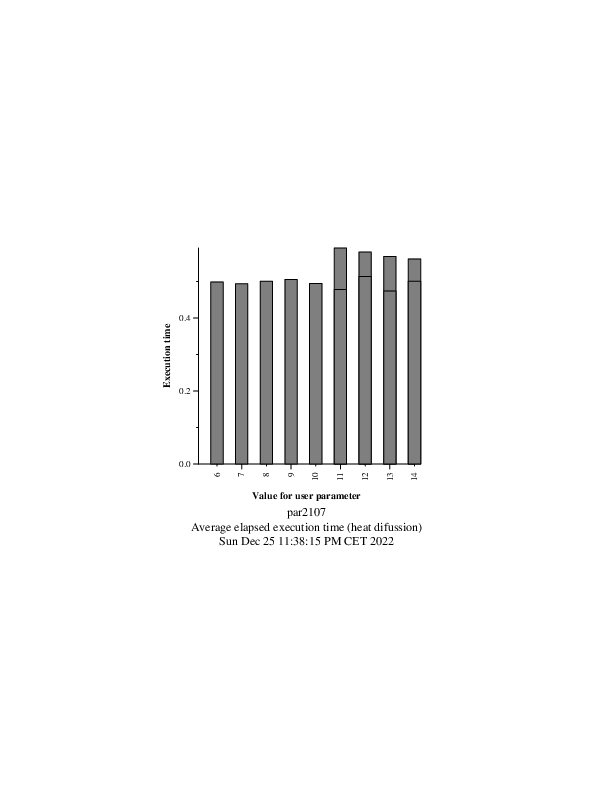 0.4
0.2
0.0
Execution time
6 7 8 9 10 11 12 13 14
Value for user parameter
par2107
Average elapsed execution time (heat difussion)
Sun Dec 25 11:38:15 PM CET 2022